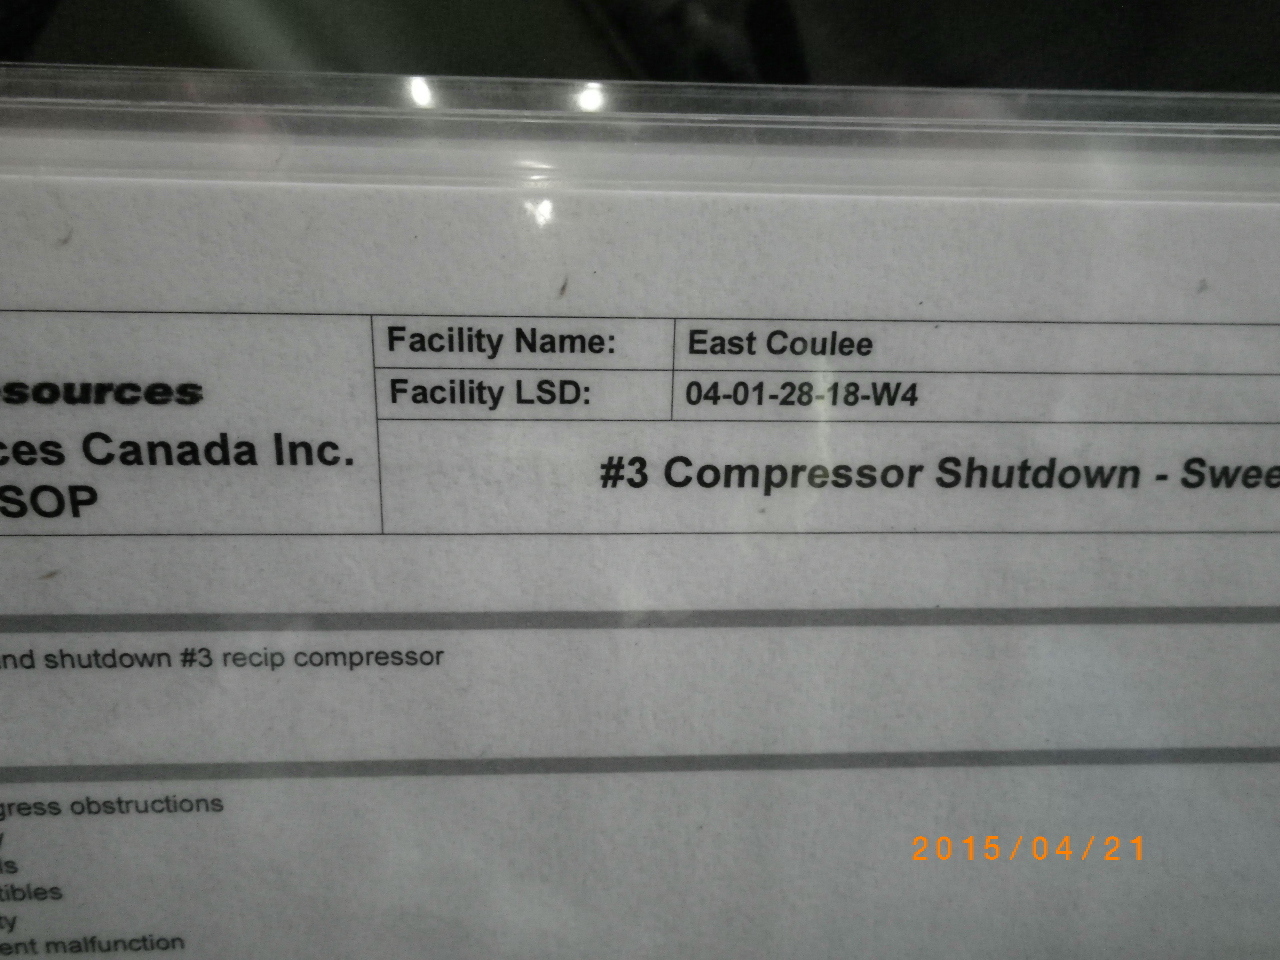 Facility Name: East Coulee
sources
Facility LSD: 04-01-28-18-W4
ces Canada Inc.
SOP
#3 Compressor Shutdown - Swee
nd shutdown #3 recip compressor
gress obstructions
ls
tibles
ty
ent malfunction
2015/04/21